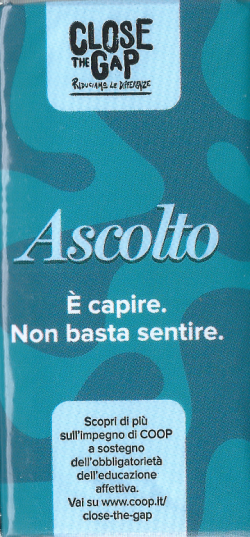 CLOSE
THE GAP
RIDUCIAMO LE DIFFERENZE
Ascolto
È capire.
Non basta sentire.
Scopri di più
sull'impegno di COOP
a sostegno
dell'obbligatorietà
dell'educazione
affettiva.
Vai su www.coop.it/
close-the-gap